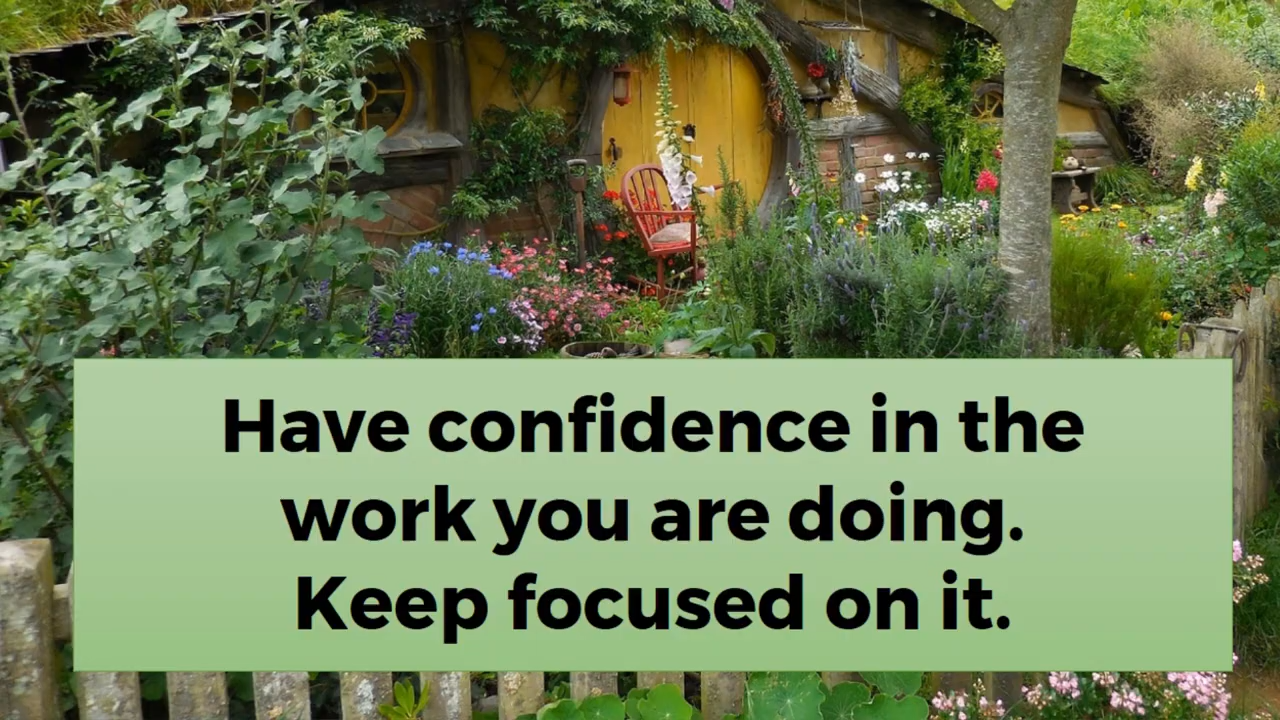 Have confidence in the
work you are doing.
Keep focused on it.